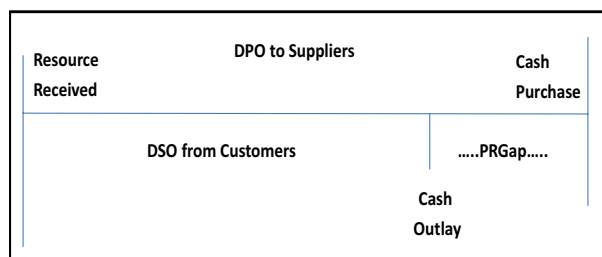 DPO to Suppliers
Resource
Received
Cash
Purchase
DSO from Customers
.....PRGap.....
Cash
Outlay